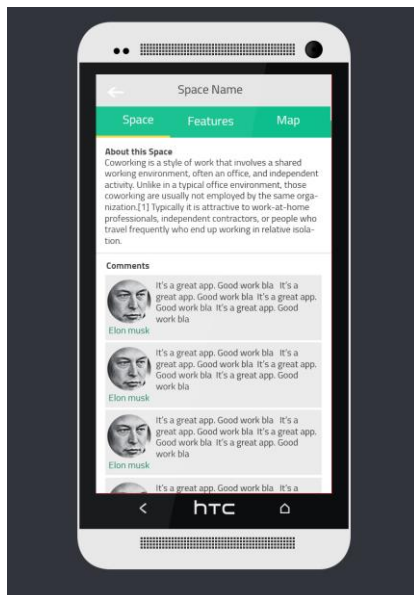 Space Name
Space Features Map
About this Space
Coworking is a style of work that involves a shared
working environment, often an office, and independent
activity. Unlike in a typical office environment, those
coworking are usually not employed by the same orga-
nization.[1] Typically it is attractive to work-at-home
professionals, independent contractors, or people who
travel frequently who end up working in relative isola-
tion.
Comments
It's a great app. Good work bla It's a
great app. Good work bla It's a great app.
Good work bla It's a great app. Good
work bla
Elon musk
It's a great app. Good work bla It's a
great app. Good work bla It's a great app.
Good work bla It's a great app. Good
work bla
Elon musk
It's a great app. Good work bla It's a
great app. Good work bla It's a great app.
Good work bla It's a great app. Good
work bla
Elon musk
It's a great app. Good work bla It's a
hTC